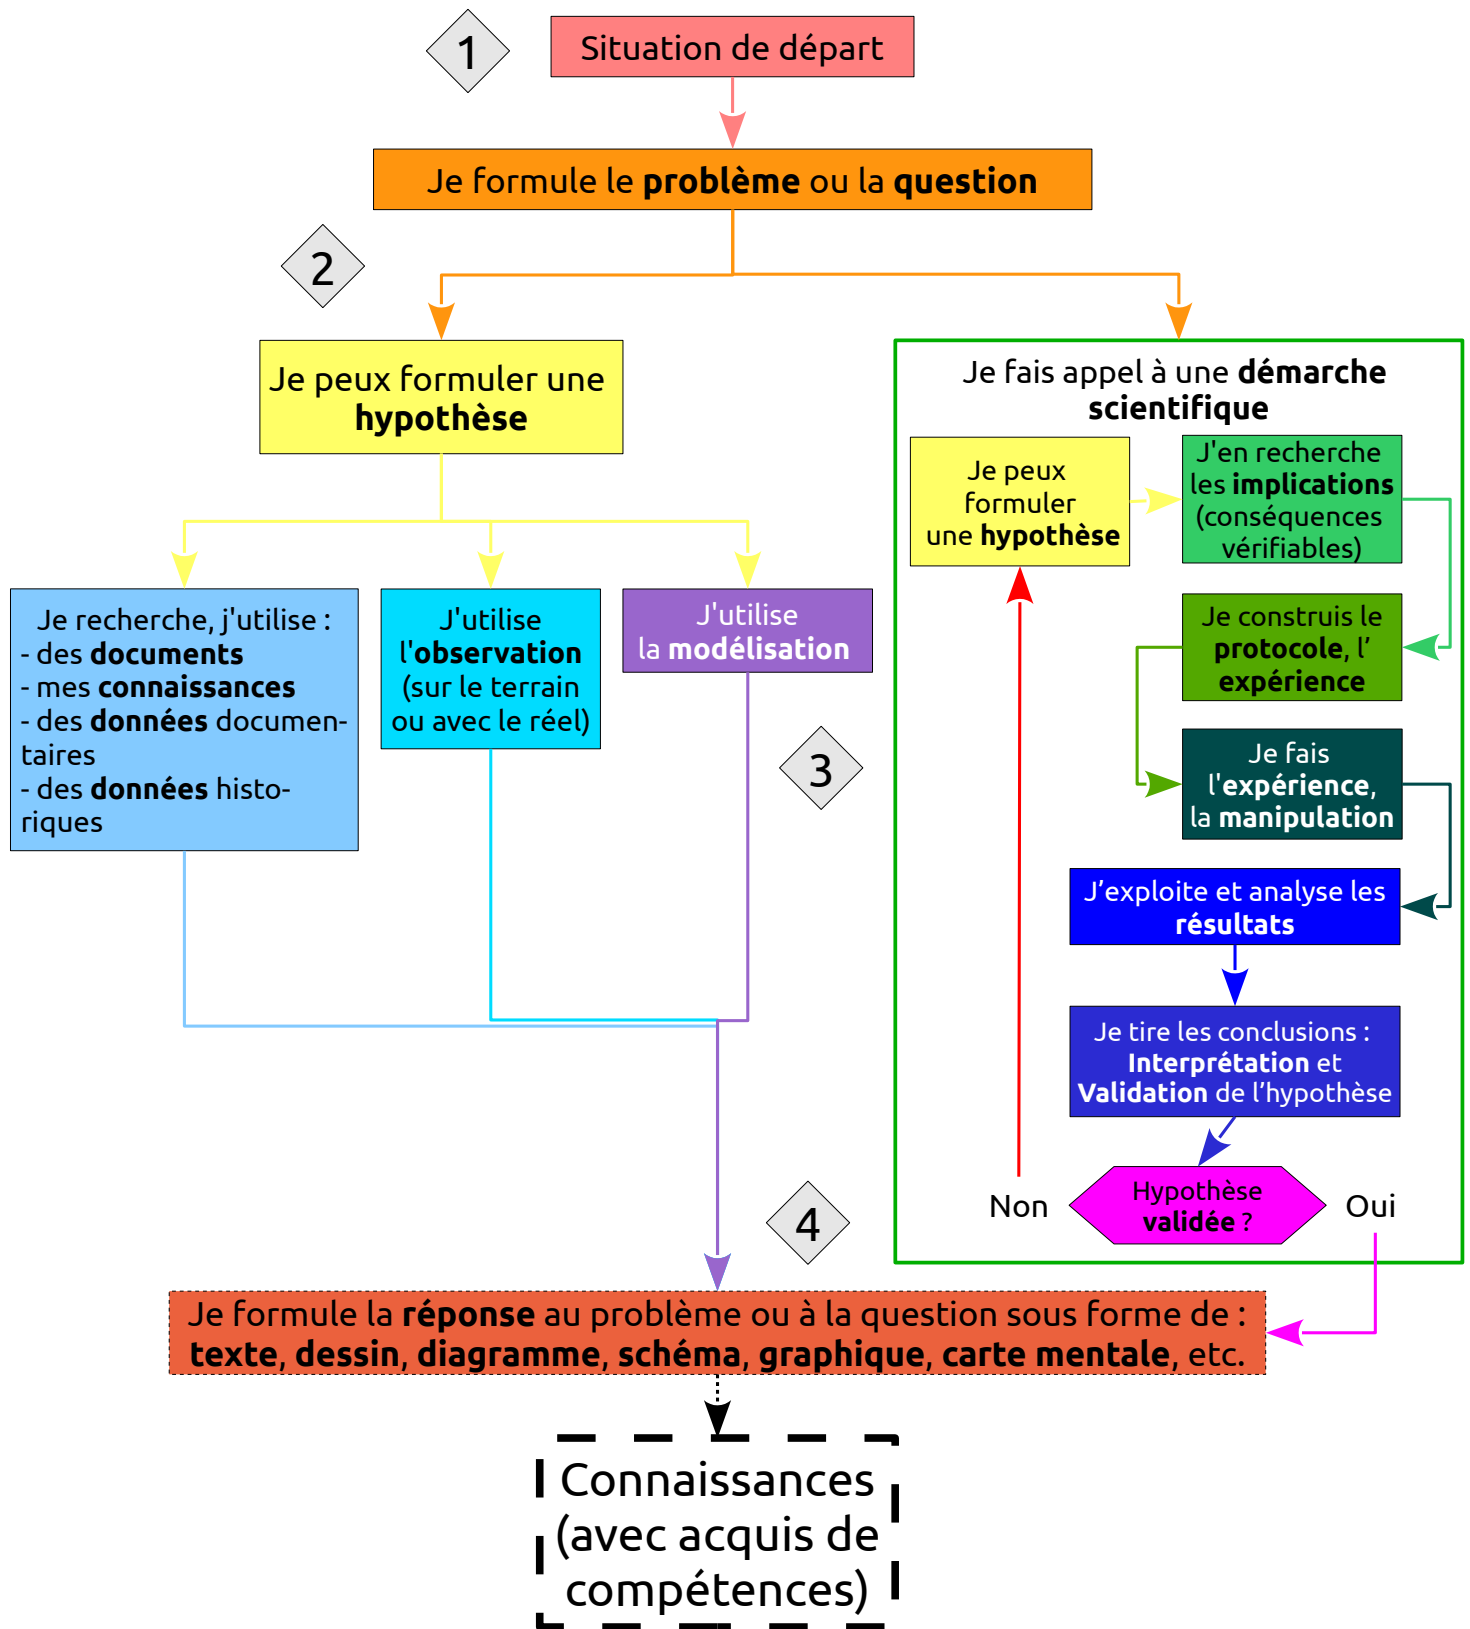 1
Situation de départ
Je formule le problème ou la question
2
Je peux formuler une
hypothèse
Je recherche, j'utilise :
- des documents
- mes connaissances
- des données documen-
taires
- des données histo-
riques
J'utilise
l'observation
(sur le terrain
ou avec le réel)
J'utilise
la modélisation
3
Je fais appel à une démarche
scientifique
Je peux
formuler
une hypothèse
J'en recherche
les implications
(conséquences
vérifiables)
Je construis le
protocole, l’
expérience
Je fais
l'expérience,
la manipulation
J’exploite et analyse les
résultats
Je tire les conclusions :
Interprétation et
Validation de l’hypothèse
Non
Hypothèse
validée ?
Oui
4
Je formule la réponse au problème ou à la question sous forme de :
texte, dessin, diagramme, schéma, graphique, carte mentale, etc.
Connaissances
(avec acquis de
compétences)